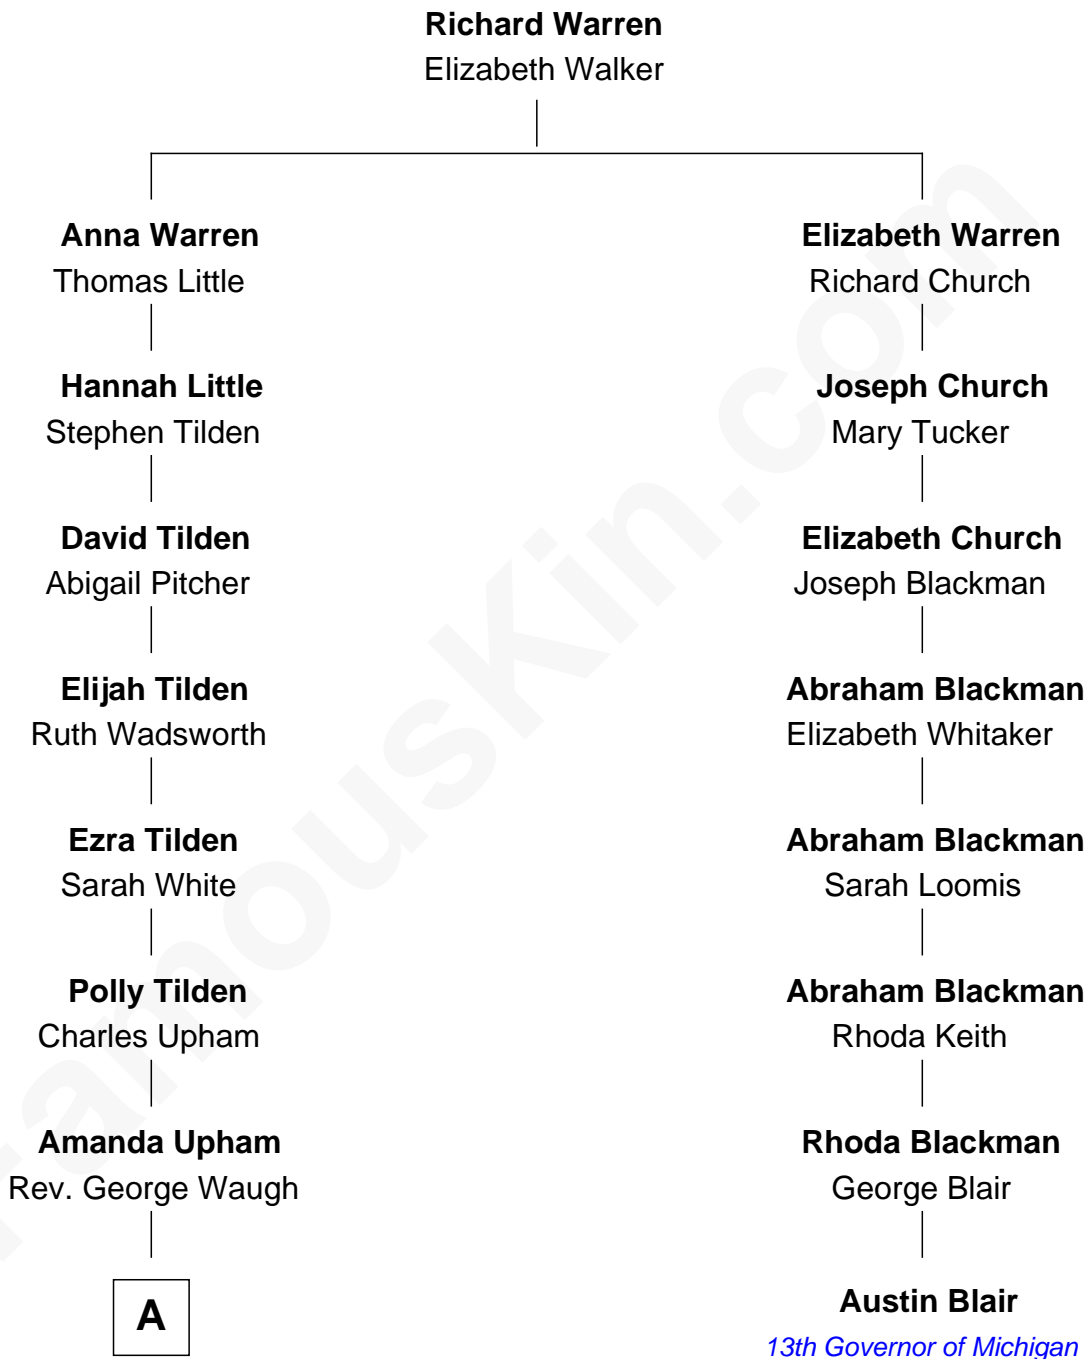 Richard Warren
Elizabeth Walker
Anna Warren
Thomas Little
Hannah Little
Stephen Tilden
David Tilden
Abigail Pitcher
Elijah Tilden
Ruth Wadsworth
Ezra Tilden
Sarah White
Polly Tilden
Charles Upham
Amanda Upham
Rev. George Waugh
A
Elizabeth Warren
Richard Church
Joseph Church
Mary Tucker
Elizabeth Church
Joseph Blackman
Abraham Blackman
Elizabeth Whitaker
Abraham Blackman
Sarah Loomis
Abraham Blackman
Rhoda Keith
Rhoda Blackman
George Blair
Austin Blair
13th Governor of Michigan
FamousKin.com